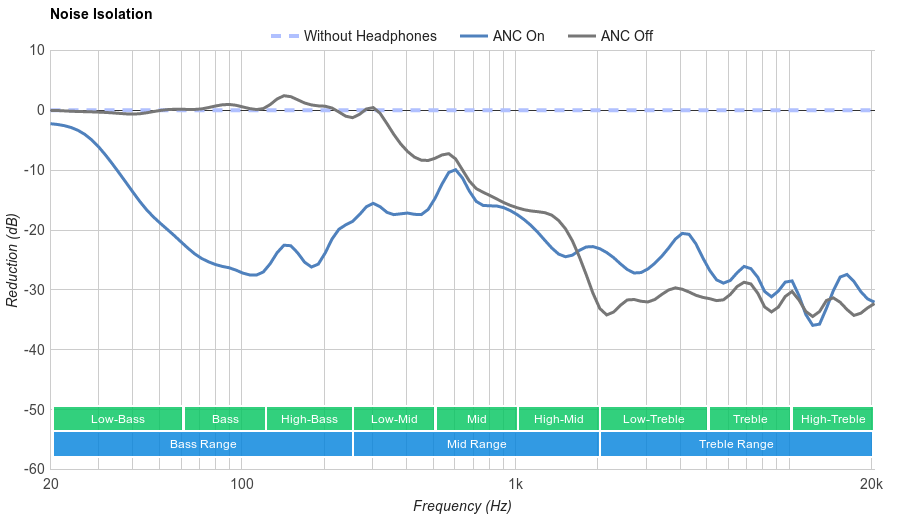 Noise Isolation
Without Headphones ANC On ANC Off
10
0
-10
-20
-30
-40
-50
-60
Reduction (dB)
Low-Bass Bass High-Bass Low-Mid Mid High-Mid Low-Treble Treble High-Treble
Bass Range Mid Range Treble Range
20 100 1k 20k
Frequency (Hz)